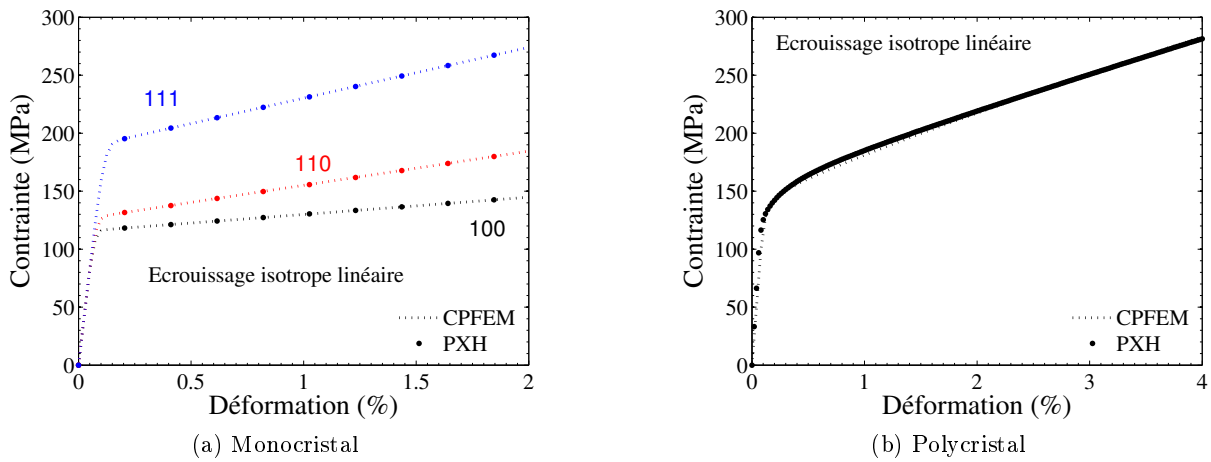 300
250
200
150
100
50
0
Contrainte (MPa)
111
110
100
Ecrouissage isotrope linéaire
CPFEM
PXH
0 0.5 1 1.5 2
Déformation (%)
(a) Monocristal
300
250
200
150
100
50
0
Contrainte (MPa)
Ecrouissage isotrope linéaire
CPFEM
PXH
0 1 2 3 4
Déformation (%)
(b) Polycristal